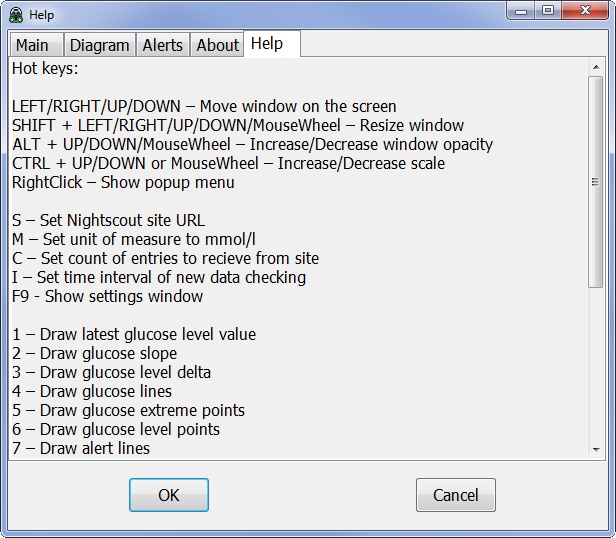 Help
Main Diagram Alerts About Help
Hot keys:
LEFT/RIGHT/UP/DOWN – Move window on the screen
SHIFT + LEFT/RIGHT/UP/DOWN/MouseWheel – Resize window
ALT + UP/DOWN/MouseWheel – Increase/Decrease window opacity
CTRL + UP/DOWN or MouseWheel – Increase/Decrease scale
RightClick – Show popup menu
S – Set Nightscout site URL
M – Set unit of measure to mmol/l
C – Set count of entries to recieve from site
I – Set time interval of new data checking
F9 - Show settings window
1 – Draw latest glucose level value
2 – Draw glucose slope
3 – Draw glucose level delta
4 – Draw glucose lines
5 – Draw glucose extreme points
6 – Draw glucose level points
7 – Draw alert lines
OK Cancel